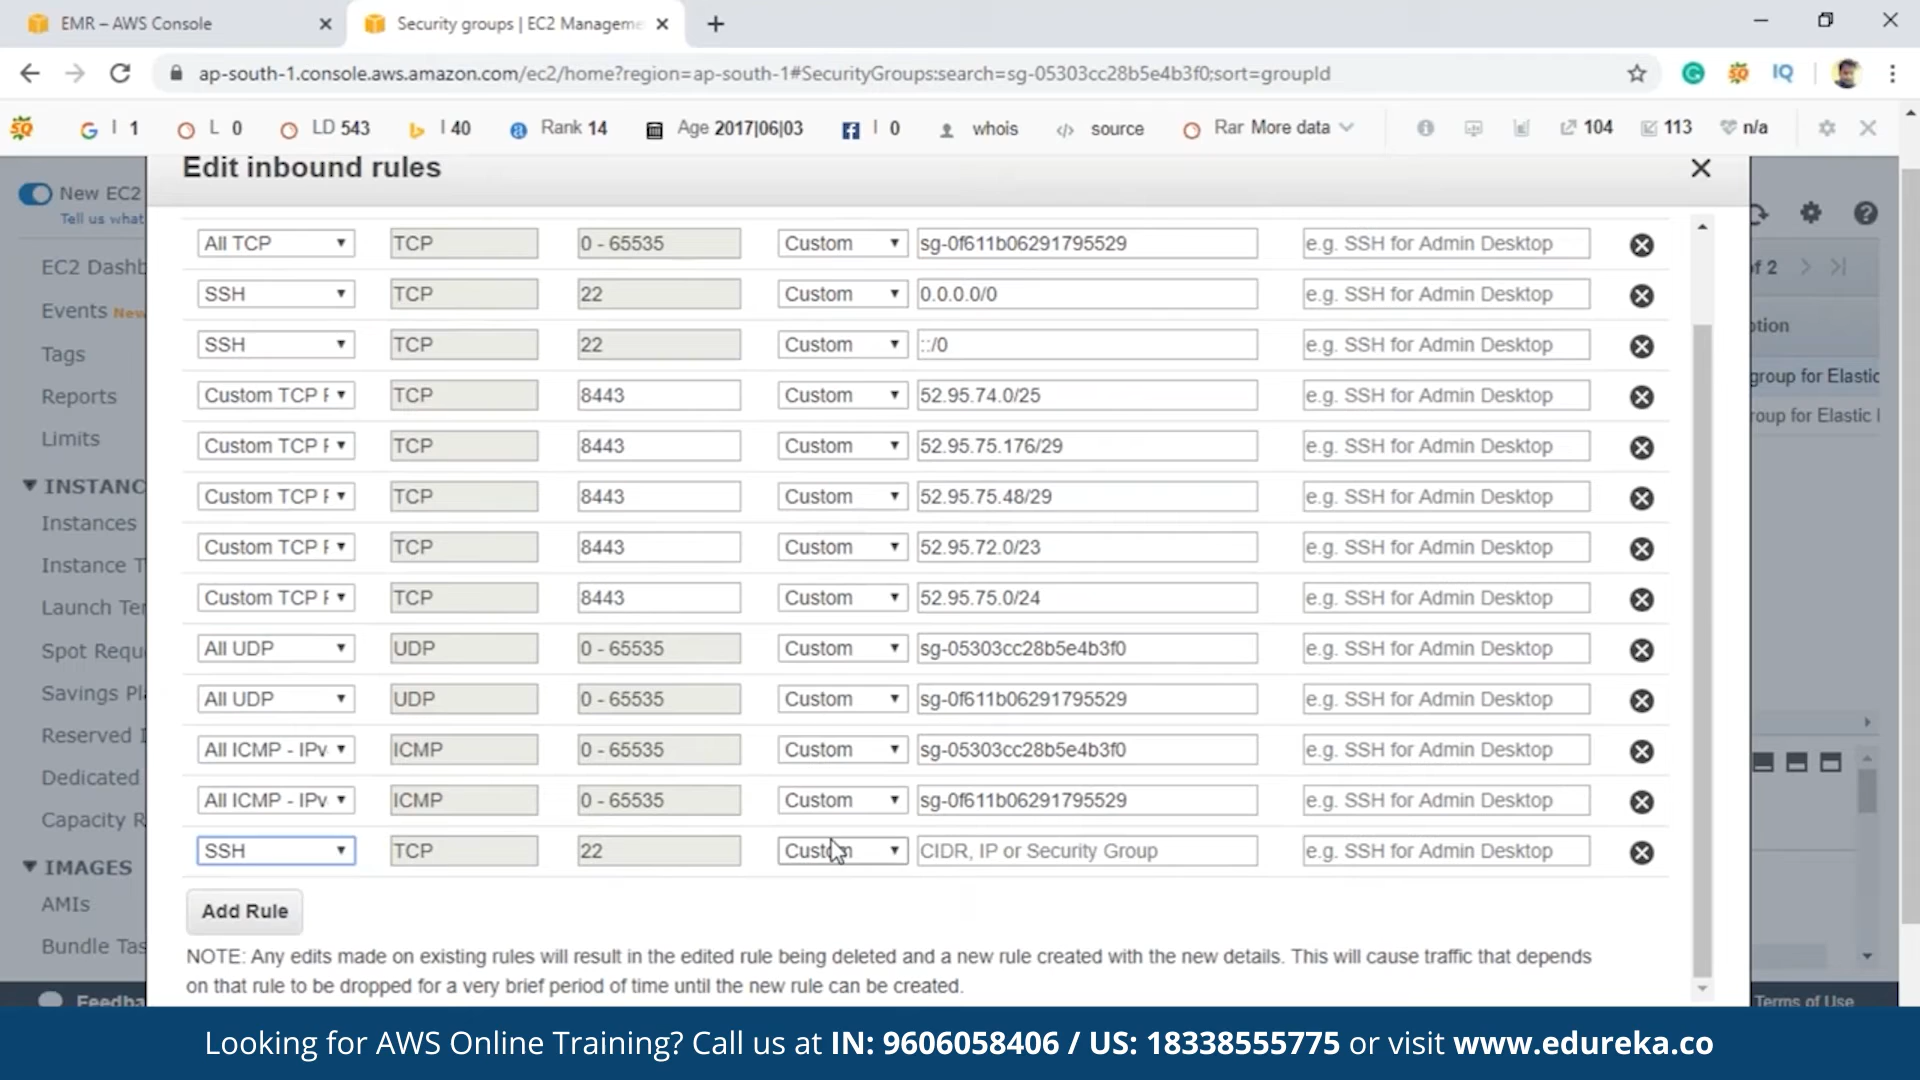 EMR – AWS Console
Security groups | EC2 Manageme
ap-south-1.console.aws.amazon.com/ec2/home?region=ap-south-1#SecurityGroups:search=sg-05303cc28b5e4b3f0;sort=groupId
IQ
SQ G I 1 L 0 LD 543 I 40 Rank 14 Age 2017|06|03 I 0 whois source Rar More data 104 113 n/a
Edit inbound rules
New EC2
Tell us what
EC2 Dashb
Events New
Tags
Reports
Limits
INSTANC
Instances
Instance T
Launch Ter
Spot Requ
Savings Pl
Reserved I
Dedicated
Capacity R
IMAGES
AMIs
Bundle Tas
Feedba
All TCP TCP 0 - 65535 Custom sg-0f611b06291795529 e.g. SSH for Admin Desktop
SSH TCP 22 Custom 0.0.0.0/0 e.g. SSH for Admin Desktop
SSH TCP 22 Custom ::/0 e.g. SSH for Admin Desktop
Custom TCP F TCP 8443 Custom 52.95.74.0/25 e.g. SSH for Admin Desktop
Custom TCP F TCP 8443 Custom 52.95.75.176/29 e.g. SSH for Admin Desktop
Custom TCP F TCP 8443 Custom 52.95.75.48/29 e.g. SSH for Admin Desktop
Custom TCP F TCP 8443 Custom 52.95.72.0/23 e.g. SSH for Admin Desktop
Custom TCP F TCP 8443 Custom 52.95.75.0/24 e.g. SSH for Admin Desktop
All UDP UDP 0 - 65535 Custom sg-05303cc28b5e4b3f0 e.g. SSH for Admin Desktop
All UDP UDP 0 - 65535 Custom sg-0f611b06291795529 e.g. SSH for Admin Desktop
All ICMP - IPv ICMP 0 - 65535 Custom sg-05303cc28b5e4b3f0 e.g. SSH for Admin Desktop
All ICMP - IPv ICMP 0 - 65535 Custom sg-0f611b06291795529 e.g. SSH for Admin Desktop
SSH TCP 22 Custom CIDR, IP or Security Group e.g. SSH for Admin Desktop
Add Rule
NOTE: Any edits made on existing rules will result in the edited rule being deleted and a new rule created with the new details. This will cause traffic that depends
on that rule to be dropped for a very brief period of time until the new rule can be created.
of 2
ption
group for Elastic
roup for Elastic
Terms of Use
Looking for AWS Online Training? Call us at IN: 9606058406 / US: 18338555775 or visit www.edureka.co